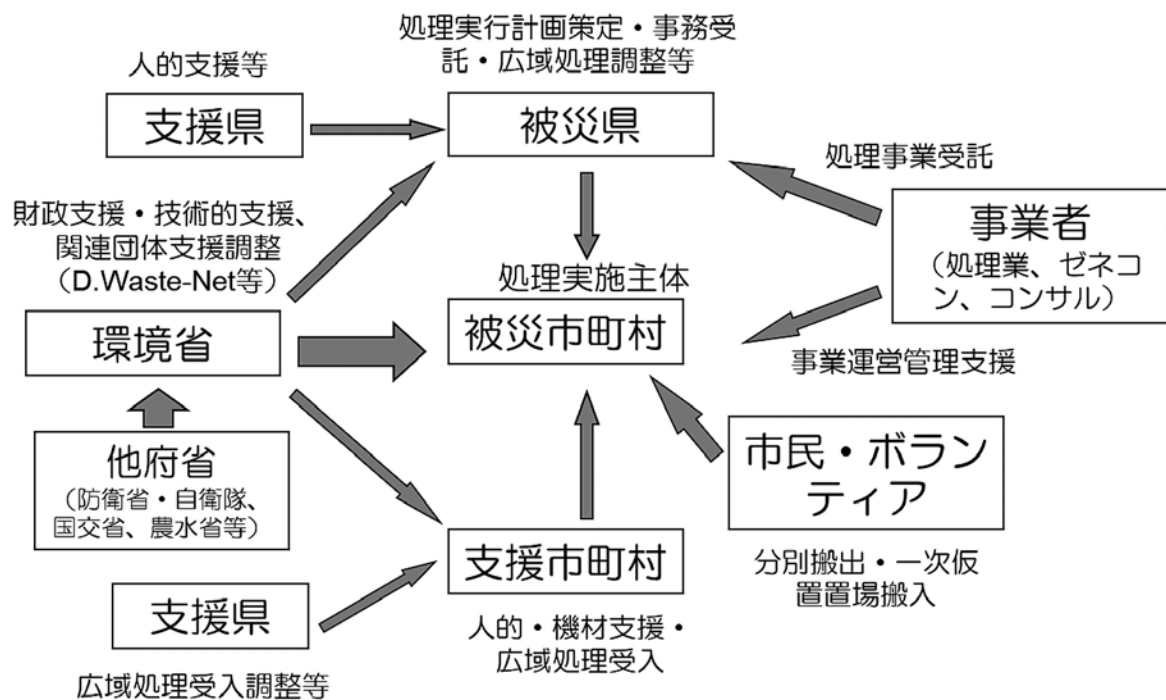 処理実行計画策定・事務受
託・広域処理調整等
人的支援等
支援県
被災県
処理事業受託
財政支援・技術的支援、
関連団体支援調整
（D.Waste-Net等）
事業者
（処理業、ゼネコ
ン、コンサル）
処理実施主体
環境省
被災市町村
事業運営管理支援
他府省
（防衛省・自衛隊、
国交省、農水省等）
市民・ボラン
ティア
支援市町村
分別搬出・一次仮
置置場搬入
支援県
人的・機材支援・
広域処理受入
広域処理受入調整等